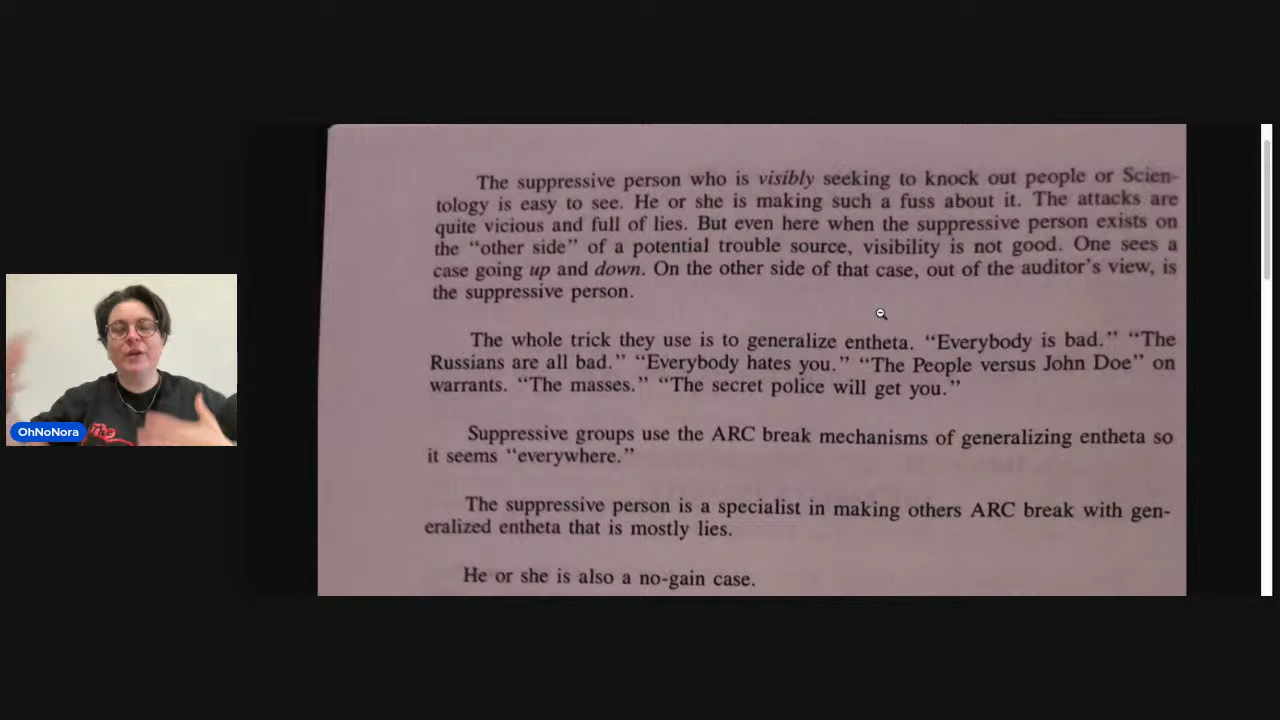 The suppressive person who is visibly seeking to knock out people or Scien-
tology is easy to see. He or she is making such a fuss about it. The attacks are
quite vicious and full of lies. But even here when the suppressive person exists on
the “other side” of a potential trouble source, visibility is not good. One sees a
case going up and down. On the other side of that case, out of the auditor’s view, is
the suppressive person.
The whole trick they use is to generalize entheta. “Everybody is bad.” “The
Russians are all bad.” “Everybody hates you.” “The People versus John Doe” on
warrants. “The masses.” “The secret police will get you.”
Suppressive groups use the ARC break mechanisms of generalizing entheta so
it seems “everywhere.”
The suppressive person is a specialist in making others ARC break with gen-
eralized entheta that is mostly lies.
He or she is also a no-gain case.
OhNoNora
The